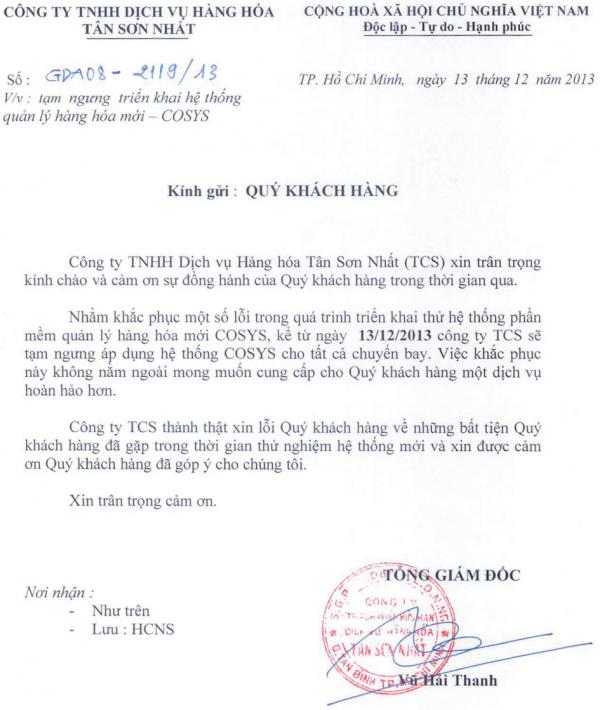 CÔNG TY TNHH DỊCH VỤ HÀNG HÓA
TÂN SƠN NHẤT
CỘNG HOÀ XÃ HỘI CHỦ NGHĨA VIỆT NAM
Độc lập - Tự do - Hạnh phúc
Số : GDA08 - 2119/13
TP. Hồ Chí Minh, ngày 13 tháng 12 năm 2013
V/v : tạm ngưng triển khai hệ thống
quản lý hàng hóa mới – COSYS
Kính gửi : QUÝ KHÁCH HÀNG
Công ty TNHH Dịch vụ Hàng hóa Tân Sơn Nhất (TCS) xin trân trọng
kính chào và cảm ơn sự đồng hành của Quý khách hàng trong thời gian qua.
Nhằm khắc phục một số lỗi trong quá trình triển khai thử hệ thống phần
mềm quản lý hàng hóa mới COSYS, kể từ ngày 13/12/2013 công ty TCS sẽ
tạm ngưng áp dụng hệ thống COSYS cho tất cả chuyến bay. Việc khắc phục
này không nằm ngoài mong muốn cung cấp cho Quý khách hàng một dịch vụ
hoàn hảo hơn.
Công ty TCS thành thật xin lỗi Quý khách hàng về những bất tiện Quý
khách hàng đã gặp trong thời gian thử nghiệm hệ thống mới và xin được cảm
ơn Quý khách hàng đã góp ý cho chúng tôi.
Xin trân trọng cảm ơn.
TỔNG GIÁM ĐỐC
Nơi nhận :
- Như trên
- Lưu : HCNS
CÔNG TY
DỊCH VỤ HÀNG HÓA
TÂN SƠN NHẤT
Q.TÂN BÌNH TP.HỒ CHÍ MINH
Vũ Hải Thanh